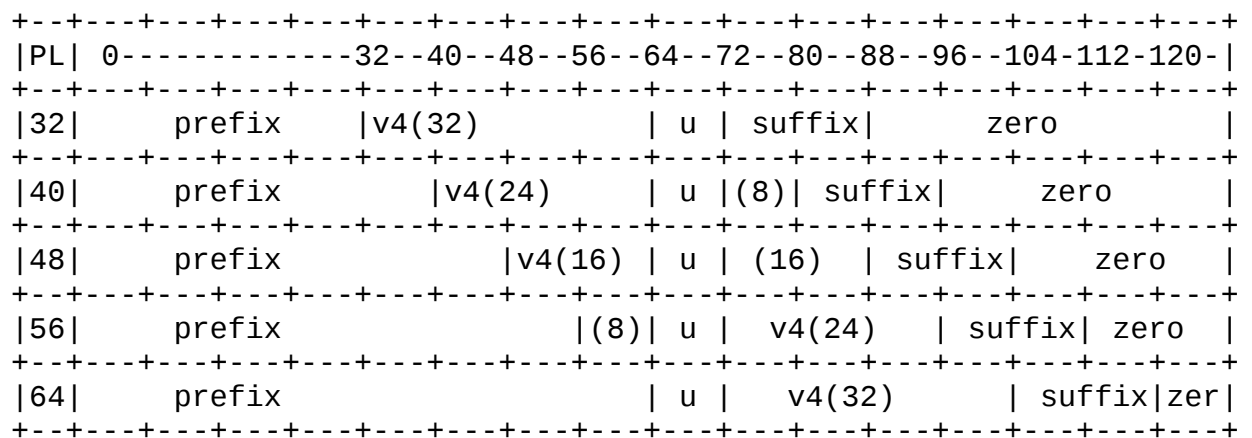 +--+---+---+---+---+---+---+---+---+---+---+---+---+---+---+---+---+
|PL| 0-------------32--40--48--56--64--72--80--88--96--104-112-120-|
+--+---+---+---+---+---+---+---+---+---+---+---+---+---+---+---+---+
|32|     prefix    |v4(32)         | u | suffix|      zero         |
+--+---+---+---+---+---+---+---+---+---+---+---+---+---+---+---+---+
|40|     prefix        |v4(24)     | u |(8)| suffix|     zero      |
+--+---+---+---+---+---+---+---+---+---+---+---+---+---+---+---+---+
|48|     prefix            |v4(16) | u | (16)  | suffix|    zero   |
+--+---+---+---+---+---+---+---+---+---+---+---+---+---+---+---+---+
|56|     prefix                |(8)| u |  v4(24)   | suffix| zero  |
+--+---+---+---+---+---+---+---+---+---+---+---+---+---+---+---+---+
|64|     prefix                    | u |   v4(32)      | suffix|zer|
+--+---+---+---+---+---+---+---+---+---+---+---+---+---+---+---+---+